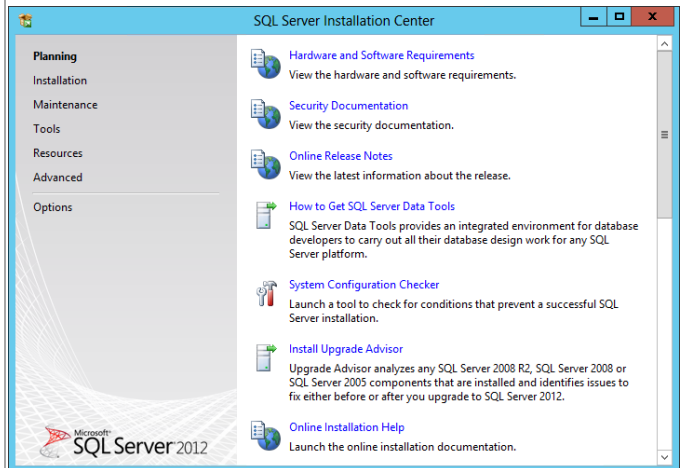 SQL Server Installation Center
Planning
Installation
Maintenance
Tools
Resources
Advanced
Options
Hardware and Software Requirements
View the hardware and software requirements.
Security Documentation
View the security documentation.
Online Release Notes
View the latest information about the release.
How to Get SQL Server Data Tools
SQL Server Data Tools provides an integrated environment for database
developers to carry out all their database design work for any SQL
Server platform.
System Configuration Checker
Launch a tool to check for conditions that prevent a successful SQL
Server installation.
Install Upgrade Advisor
Upgrade Advisor analyzes any SQL Server 2008 R2, SQL Server 2008 or
SQL Server 2005 components that are installed and identifies issues to
fix either before or after you upgrade to SQL Server 2012.
Online Installation Help
Launch the online installation documentation.
Microsoft®
SQL Server 2012